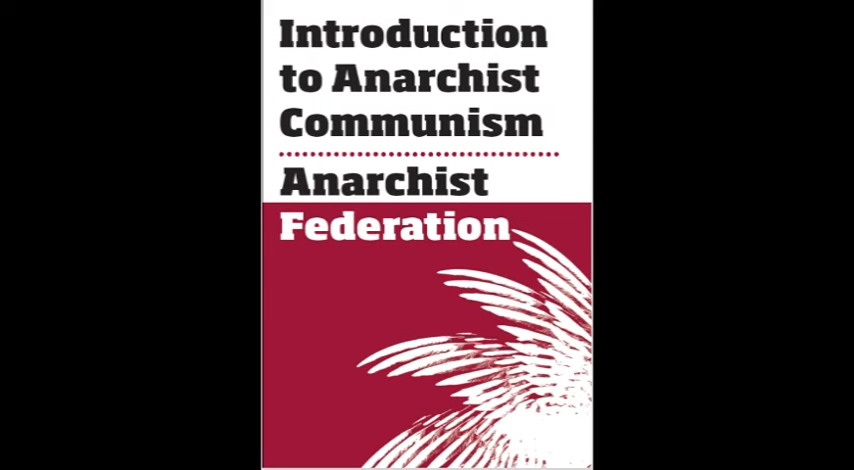 Introduction
to Anarchist
Communism
Anarchist
Federation